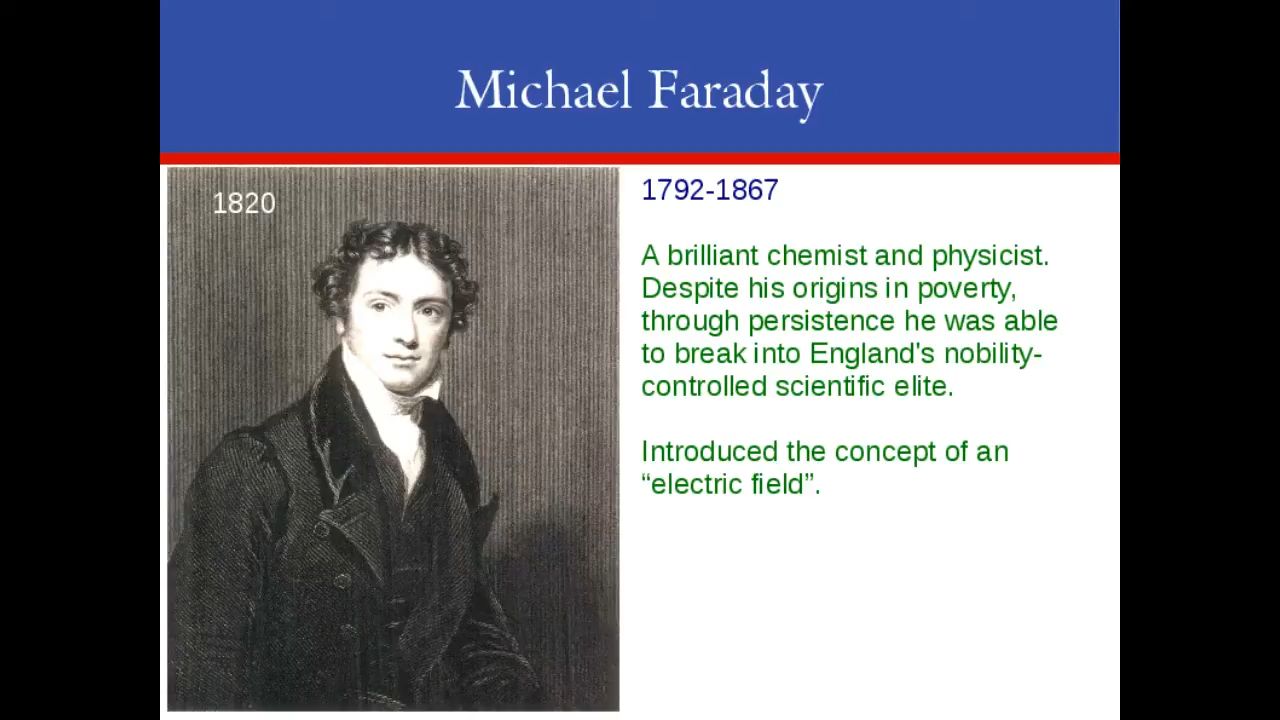 Michael Faraday
1820
1792-1867
A brilliant chemist and physicist.
Despite his origins in poverty,
through persistence he was able
to break into England's nobility-
controlled scientific elite.
Introduced the concept of an
“electric field”.